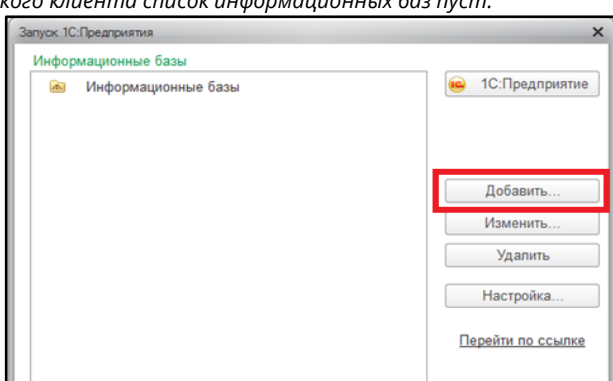 кого клиента список информационных баз пуст.
Запуск 1С:Предприятия
Информационные базы
Информационные базы
1С:Предприятие
Добавить...
Изменить...
Удалить
Настройка...
Перейти по ссылке